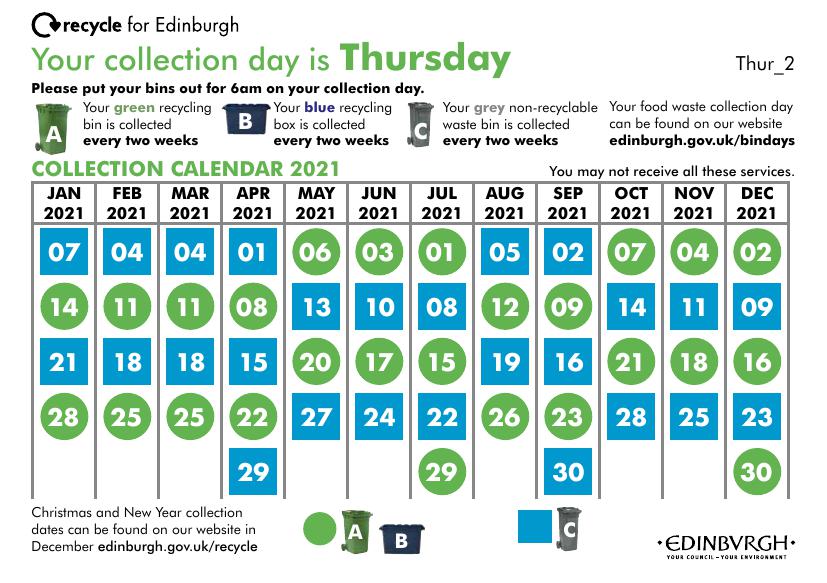 recycle for Edinburgh
Your collection day is Thursday
Thur_2
Please put your bins out for 6am on your collection day.
A
Your green recycling
bin is collected
every two weeks
B
Your blue recycling
box is collected
every two weeks
C
Your grey non-recyclable
waste bin is collected
every two weeks
Your food waste collection day
can be found on our website
edinburgh.gov.uk/bindays
COLLECTION CALENDAR 2021
You may not receive all these services.
JAN FEB MAR APR MAY JUN JUL AUG SEP OCT NOV DEC
2021 2021 2021 2021 2021 2021 2021 2021 2021 2021 2021 2021
07 04 04 01 06 03 01 05 02 07 04 02
14 11 11 08 13 10 08 12 09 14 11 09
21 18 18 15 20 17 15 19 16 21 18 16
28 25 25 22 27 24 22 26 23 28 25 23
29 29 30 30
Christmas and New Year collection
dates can be found on our website in
December edinburgh.gov.uk/recycle
A B
C
•EDINBVRGH•
YOUR COUNCIL – YOUR ENVIRONMENT